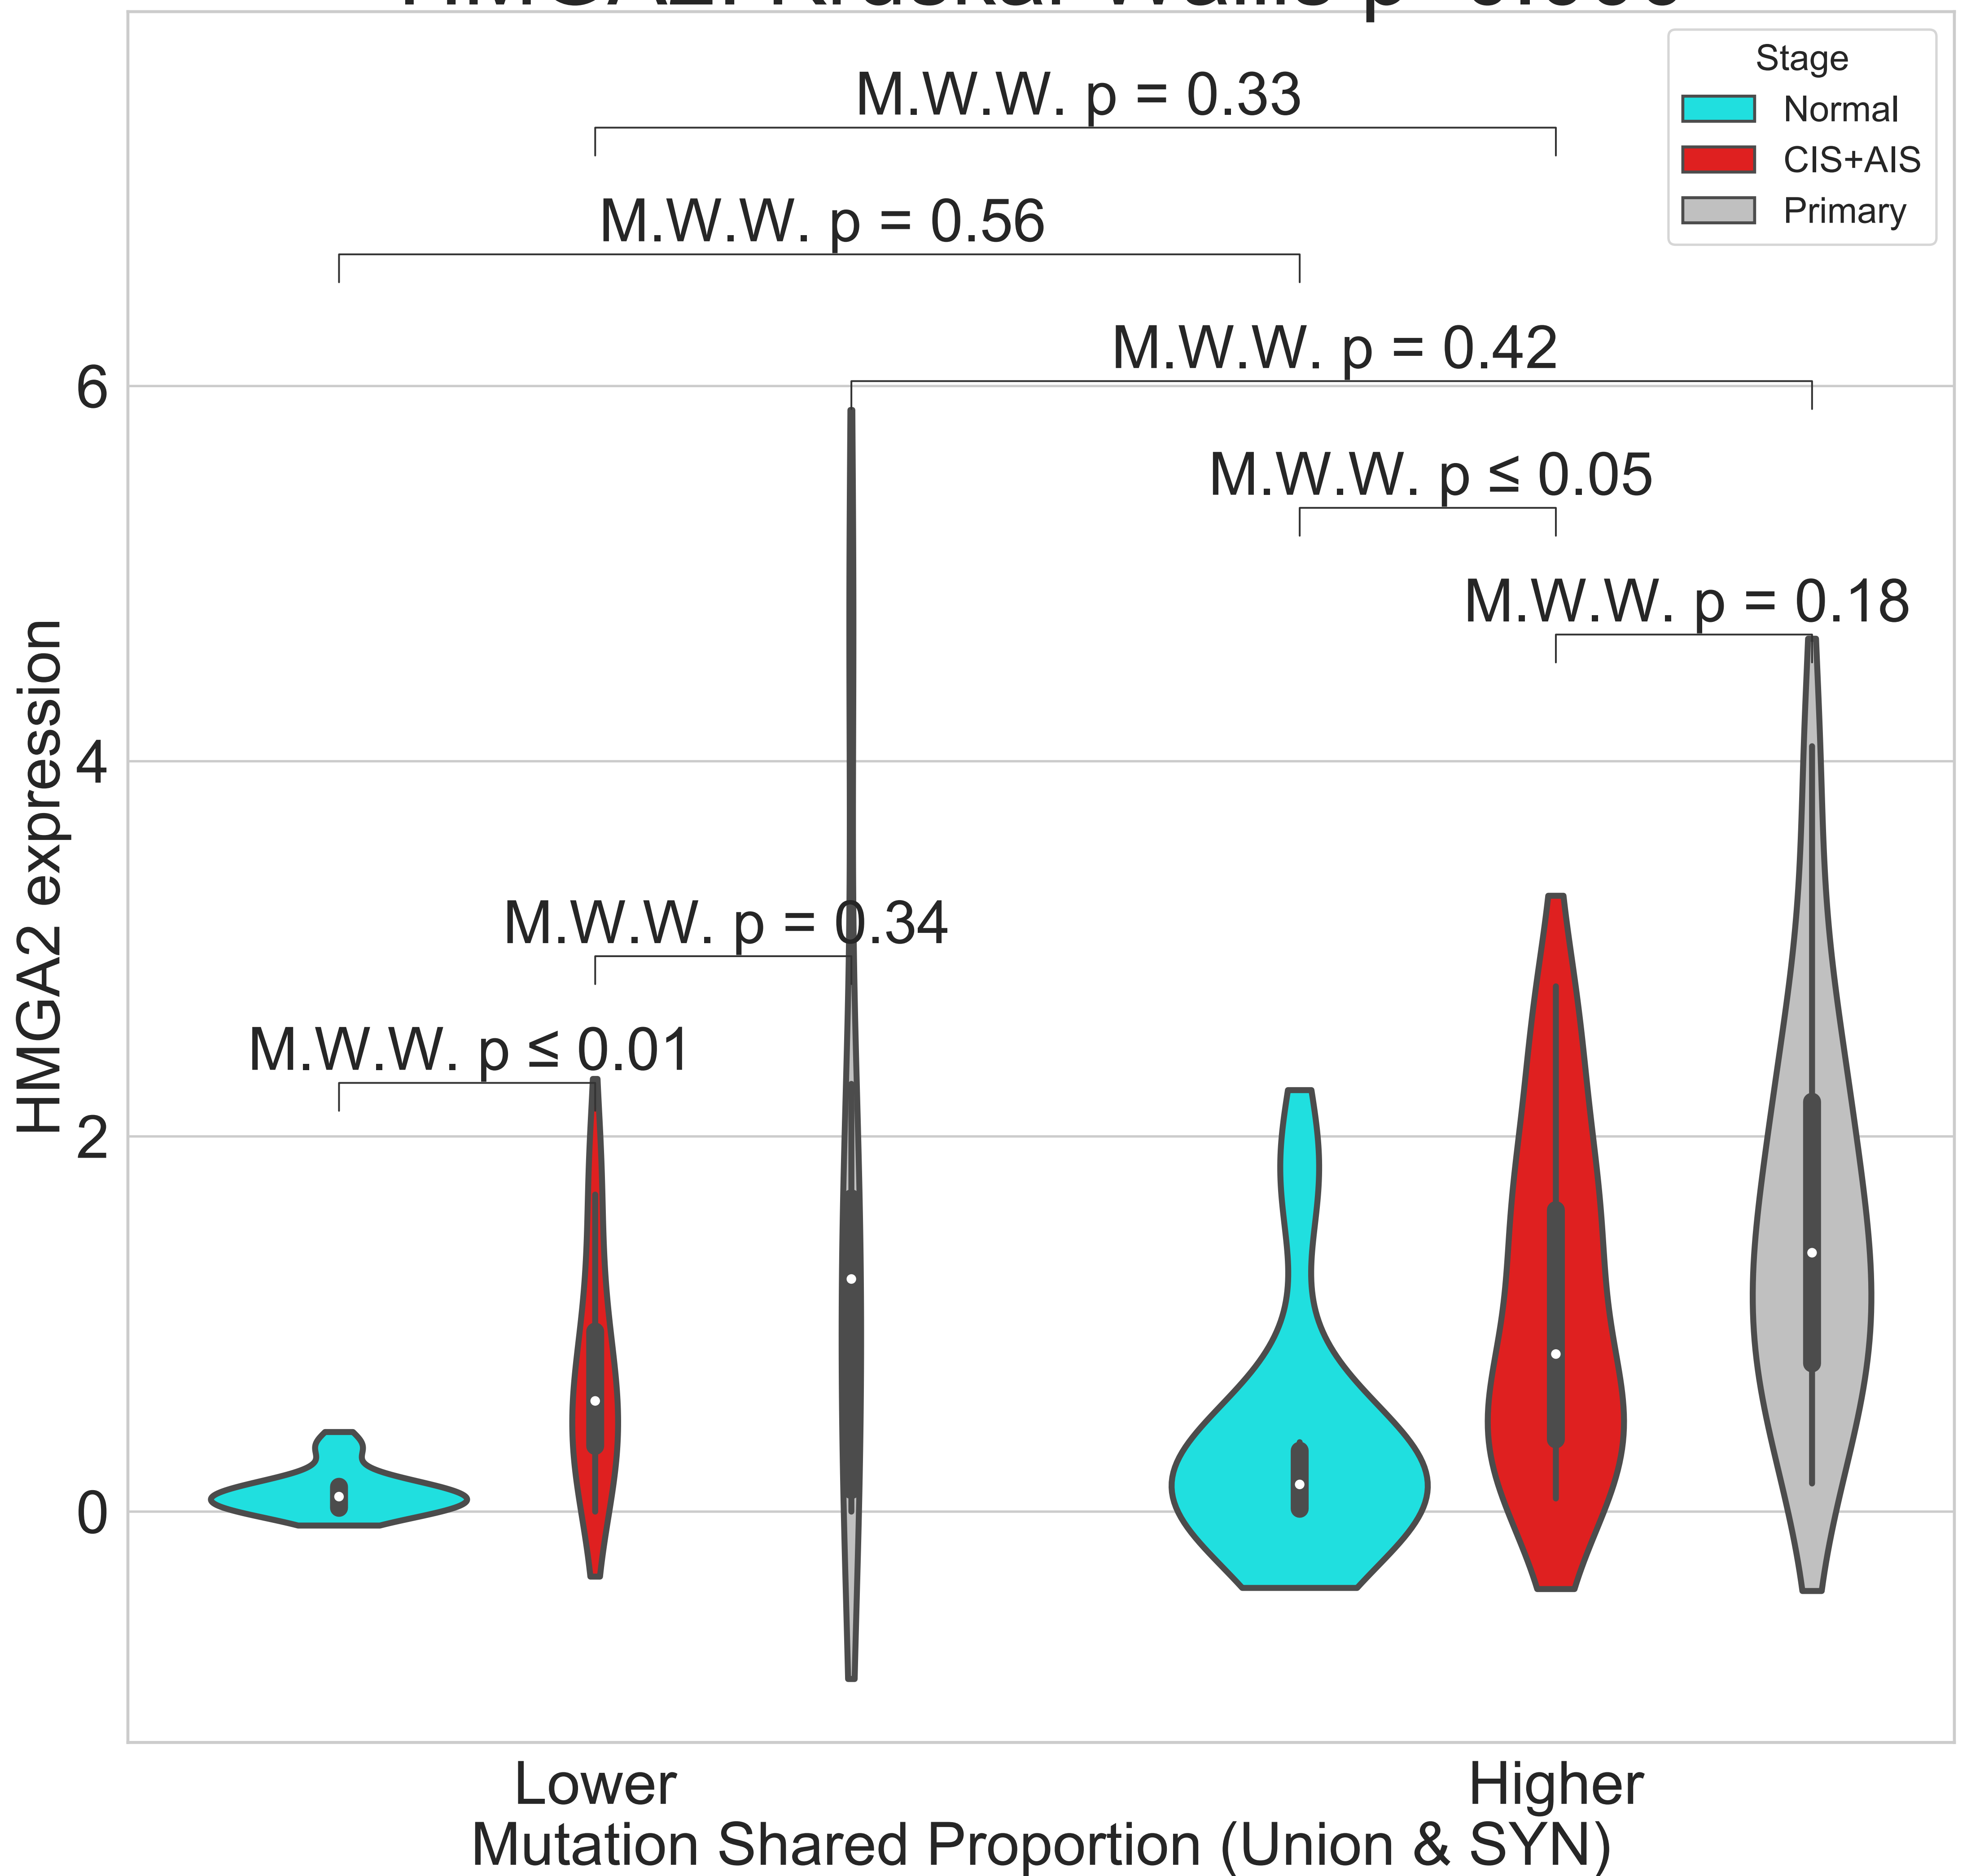 Stage
Normal
CIS+AIS
Primary
M.W.W. p = 0.33
M.W.W. p = 0.56
M.W.W. p = 0.42
M.W.W. p ≤ 0.05
M.W.W. p = 0.18
M.W.W. p = 0.34
M.W.W. p ≤ 0.01
HMGA2 expression
6
4
2
0
Lower
Higher
Mutation Shared Proportion (Union & SYN)